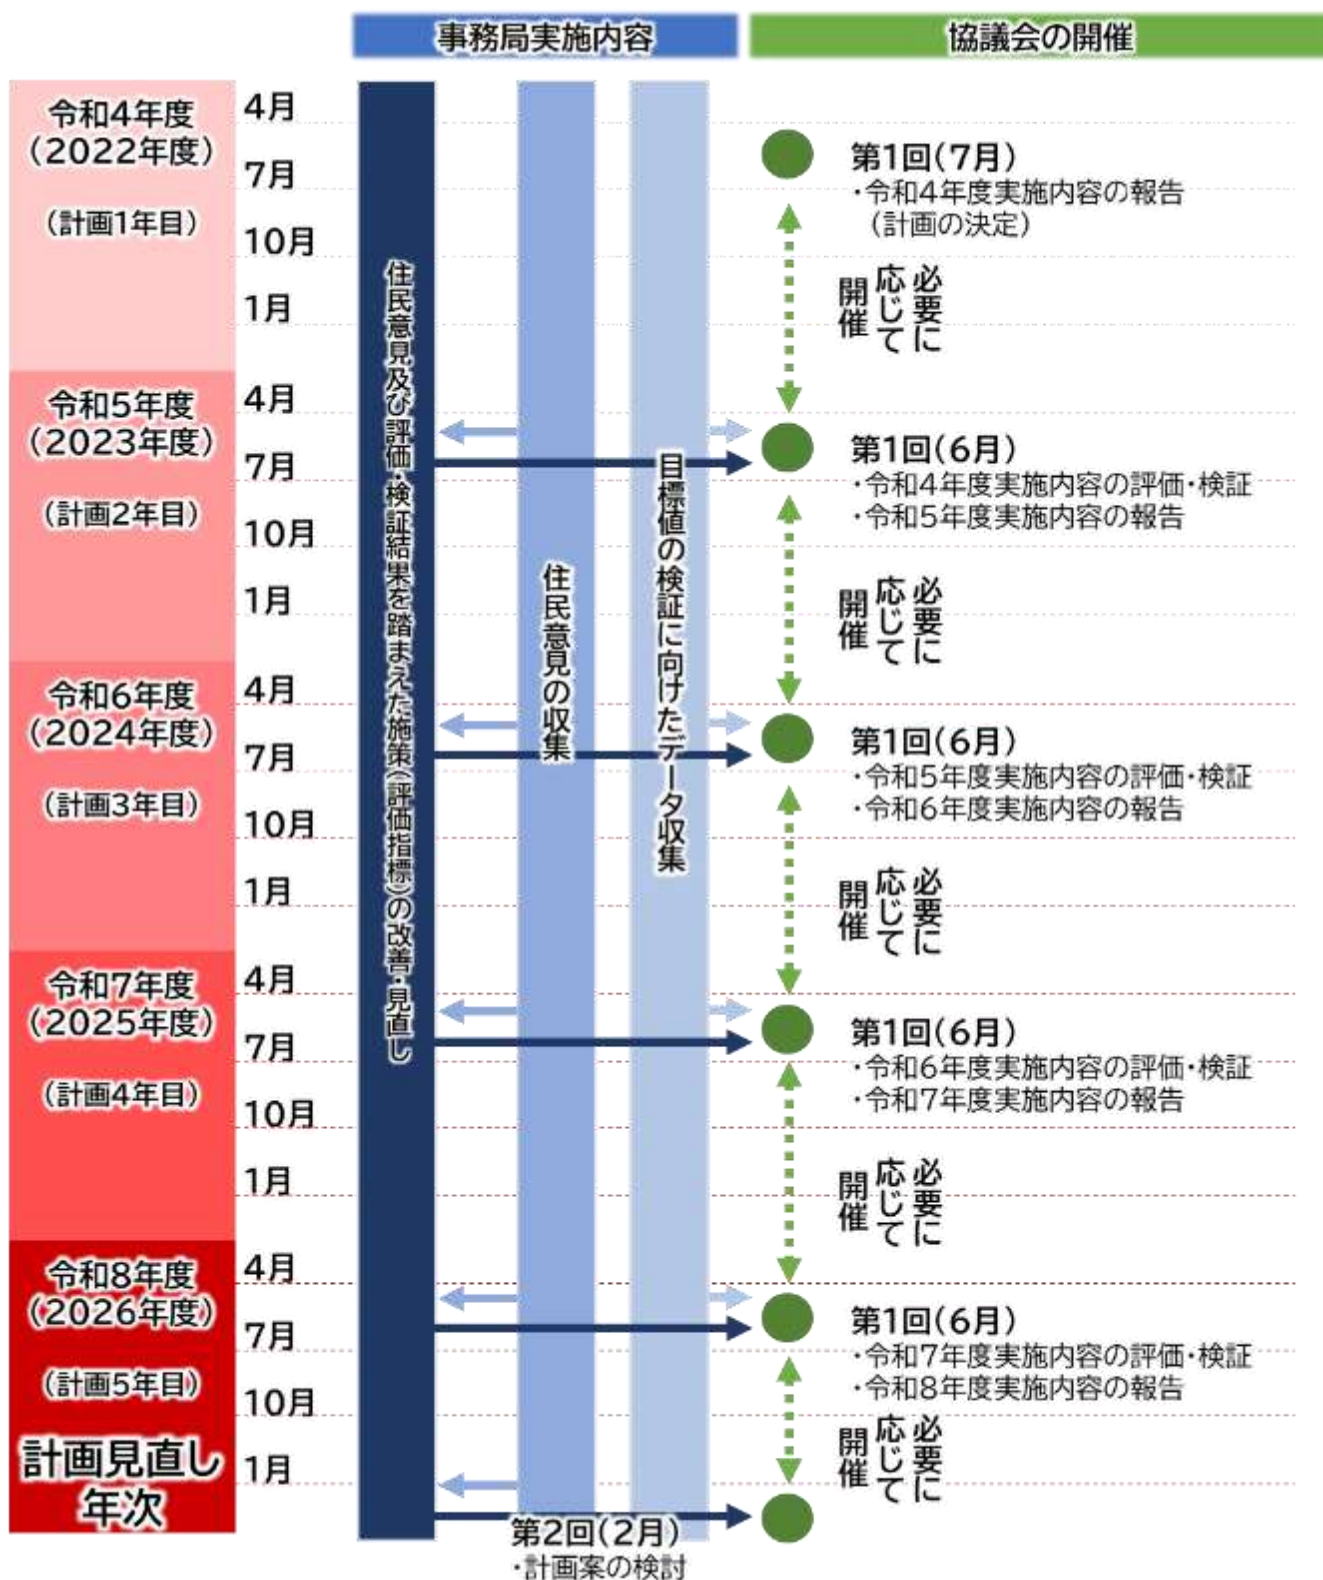 事務局実施内容
協議会の開催
令和4年度
(2022年度)
(計画1年目)
4月
7月
10月
1月
令和5年度
(2023年度)
(計画2年目)
4月
7月
10月
1月
令和6年度
(2024年度)
(計画3年目)
4月
7月
10月
1月
令和7年度
(2025年度)
(計画4年目)
4月
7月
10月
1月
令和8年度
(2026年度)
(計画5年目)
計画見直し
年次
4月
7月
10月
1月
住民意見及び評価・検証結果を踏まえた施策(評価指標)の改善・見直し
住民意見の収集
目標値の検証に向けたデータ収集
第1回(7月)
・令和4年度実施内容の報告
(計画の決定)
必要に
応じて
開催
第1回(6月)
・令和4年度実施内容の評価・検証
・令和5年度実施内容の報告
必要に
応じて
開催
第1回(6月)
・令和5年度実施内容の評価・検証
・令和6年度実施内容の報告
必要に
応じて
開催
第1回(6月)
・令和6年度実施内容の評価・検証
・令和7年度実施内容の報告
必要に
応じて
開催
第1回(6月)
・令和7年度実施内容の評価・検証
・令和8年度実施内容の報告
必要に
応じて
開催
第2回(2月)
・計画案の検討